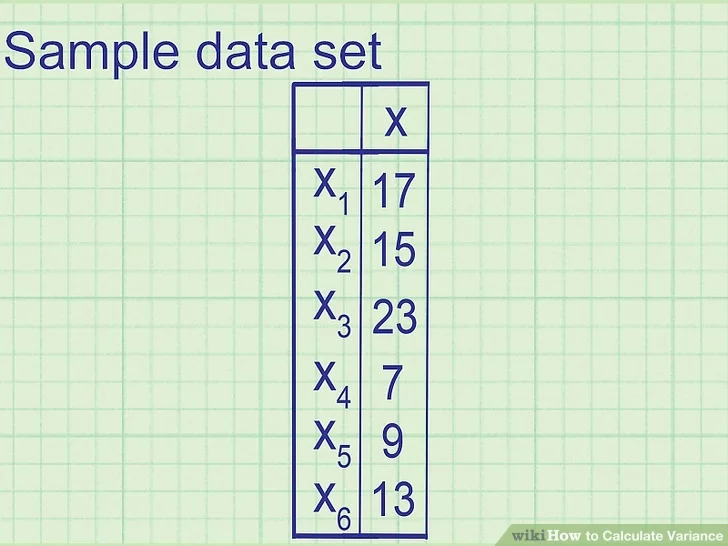 Sample data set
x
x1 17
x2 15
x3 23
x4 7
x5 9
x6 13
wikiHow to Calculate Variance